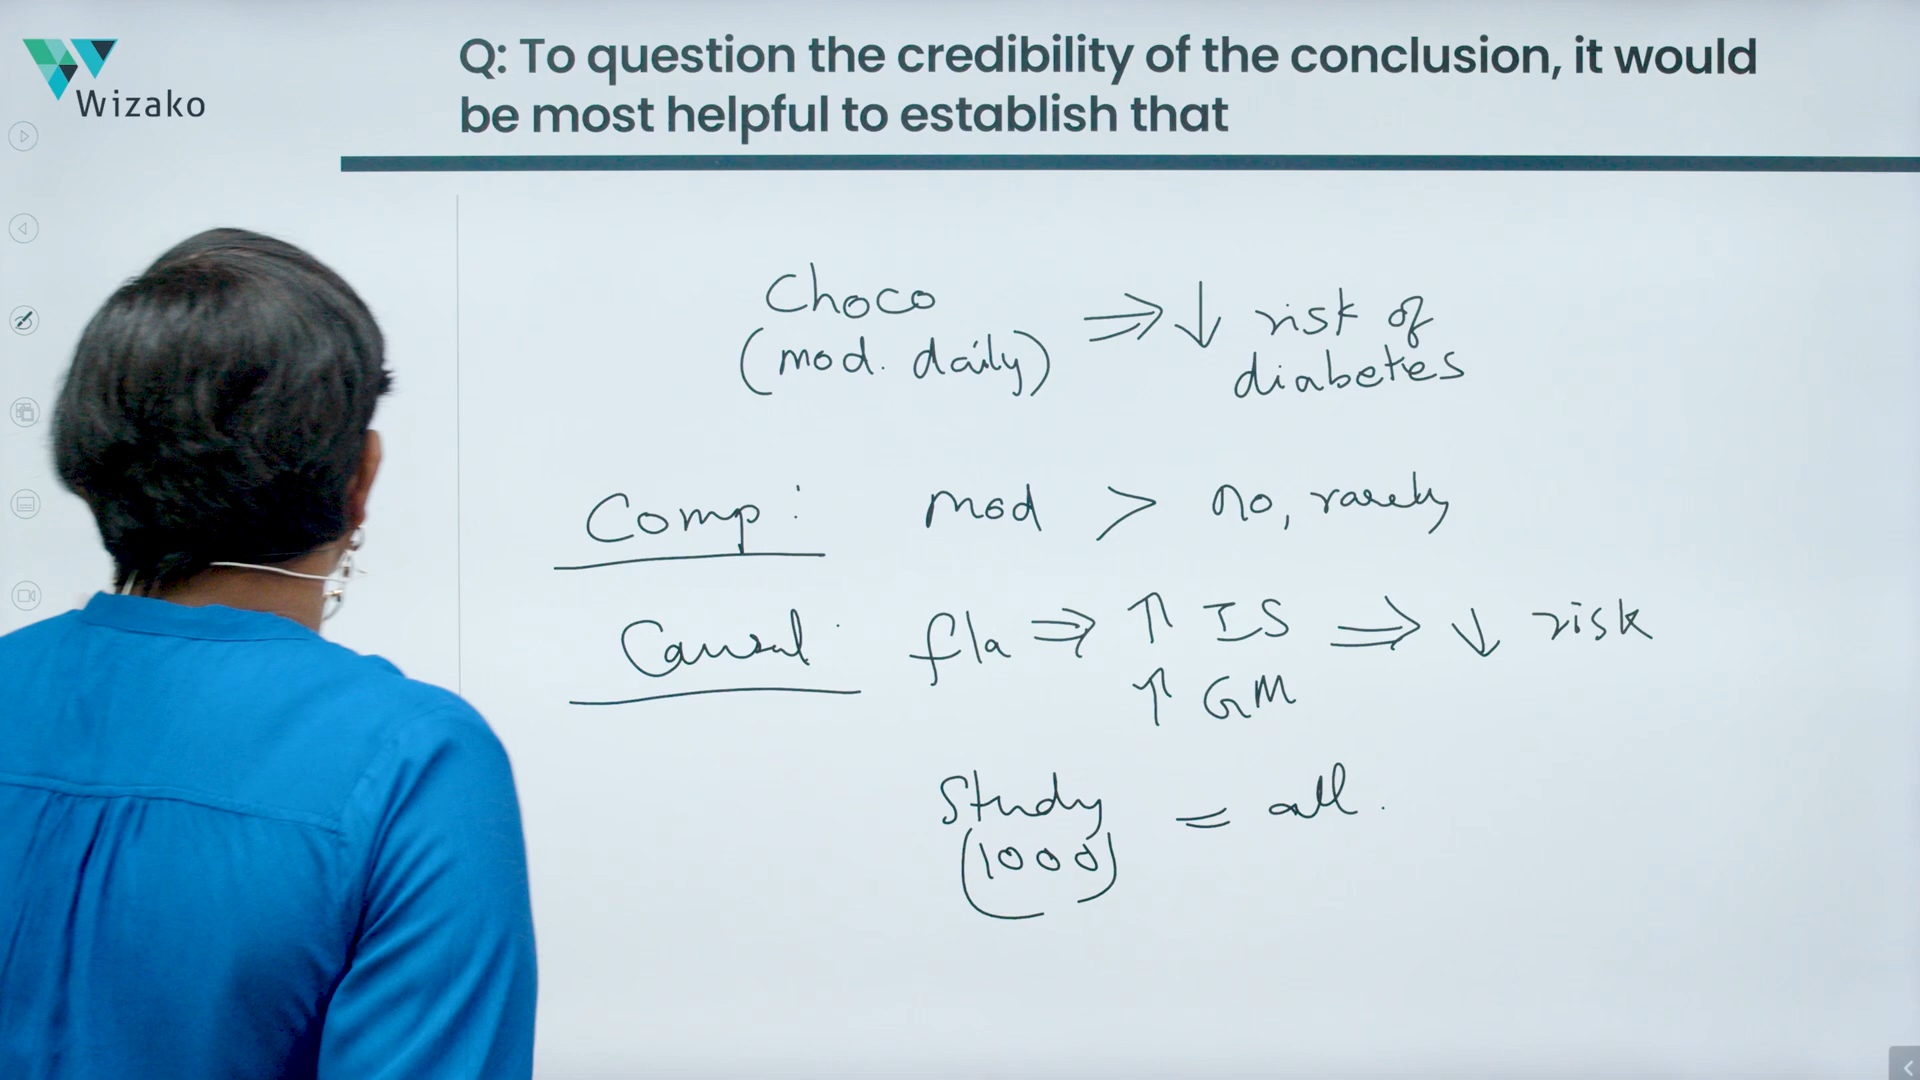 Wizako
Q: To question the credibility of the conclusion, it would
be most helpful to establish that
Choco ⇒ ↓ risk of
(mod. daily) diabetes
Comp: mod > no, rarely
Causal: fla ⇒ ↑ IS ⇒ ↓ risk
↑ GM
Study = all.
(1000)